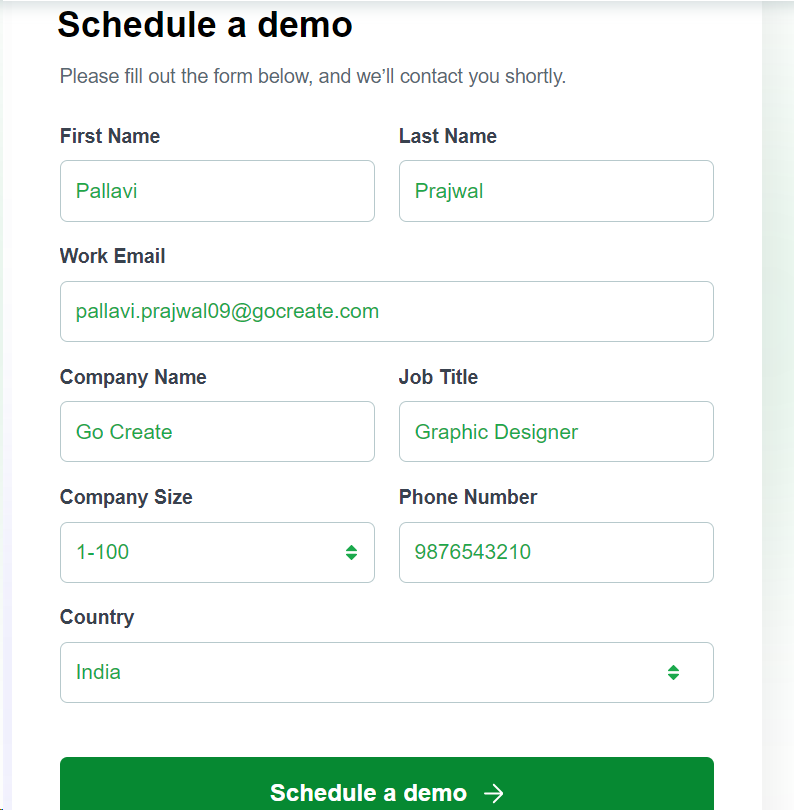 Schedule a demo
Please fill out the form below, and we’ll contact you shortly.
First Name Last Name
Pallavi Prajwal
Work Email
pallavi.prajwal09@gocreate.com
Company Name Job Title
Go Create Graphic Designer
Company Size Phone Number
1-100 9876543210
Country
India
Schedule a demo →